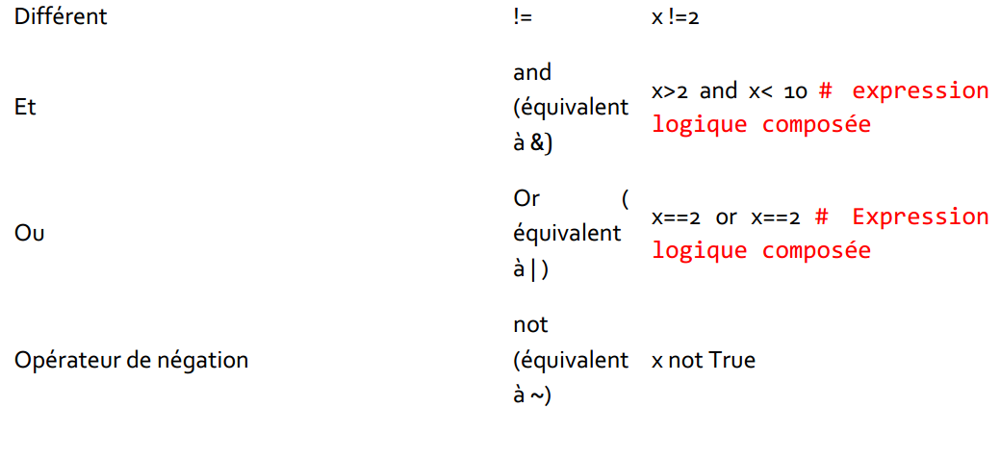 Différent != x !=2
and
(équivalent
à &)
Et
x>2 and x< 10 # expression
logique composée
Or (
équivalent
à | )
Ou
x==2 or x==2 # Expression
logique composée
not
(équivalent
à ~)
Opérateur de négation
x not True